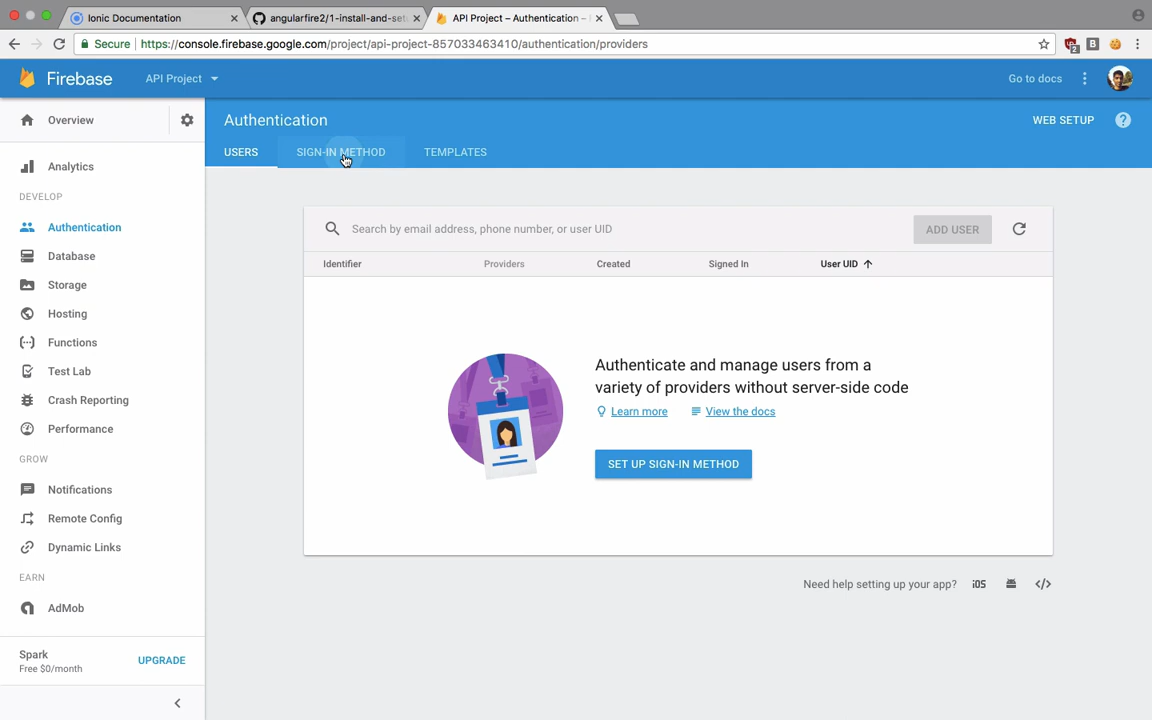 Ionic Documentation
angularfire2/1-install-and-set
API Project – Authentication –
Secure
https://console.firebase.google.com/project/api-project-857033463410/authentication/providers
2
B
Firebase
API Project
Go to docs
Overview
Authentication
WEB SETUP
?
USERS
SIGN-IN METHOD
TEMPLATES
Analytics
DEVELOP
Authentication
Database
Storage
Hosting
Functions
Test Lab
Crash Reporting
Performance
GROW
Notifications
Remote Config
Dynamic Links
EARN
AdMob
Spark
Free $0/month
UPGRADE
Search by email address, phone number, or user UID
ADD USER
Identifier
Providers
Created
Signed In
User UID
Authenticate and manage users from a
variety of providers without server-side code
Learn more
View the docs
SET UP SIGN-IN METHOD
Need help setting up your app?
iOS